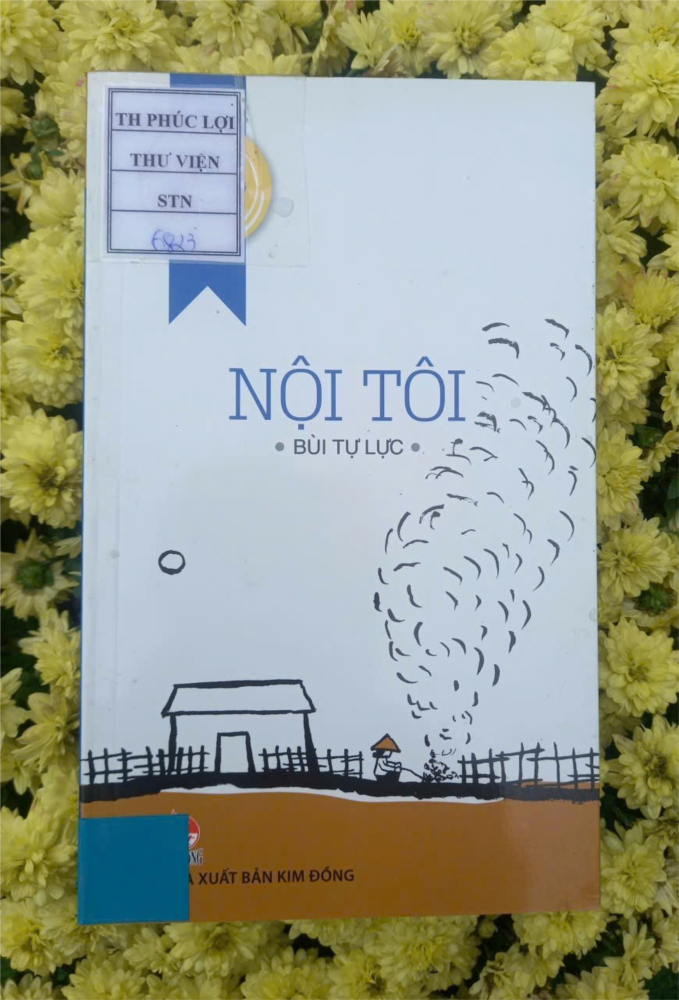 TH PHÚC LỢI
THƯ VIỆN
STN
NỘI TÔI
• BÙI TỰ LỰC •
XUẤT BẢN KIM ĐỒNG